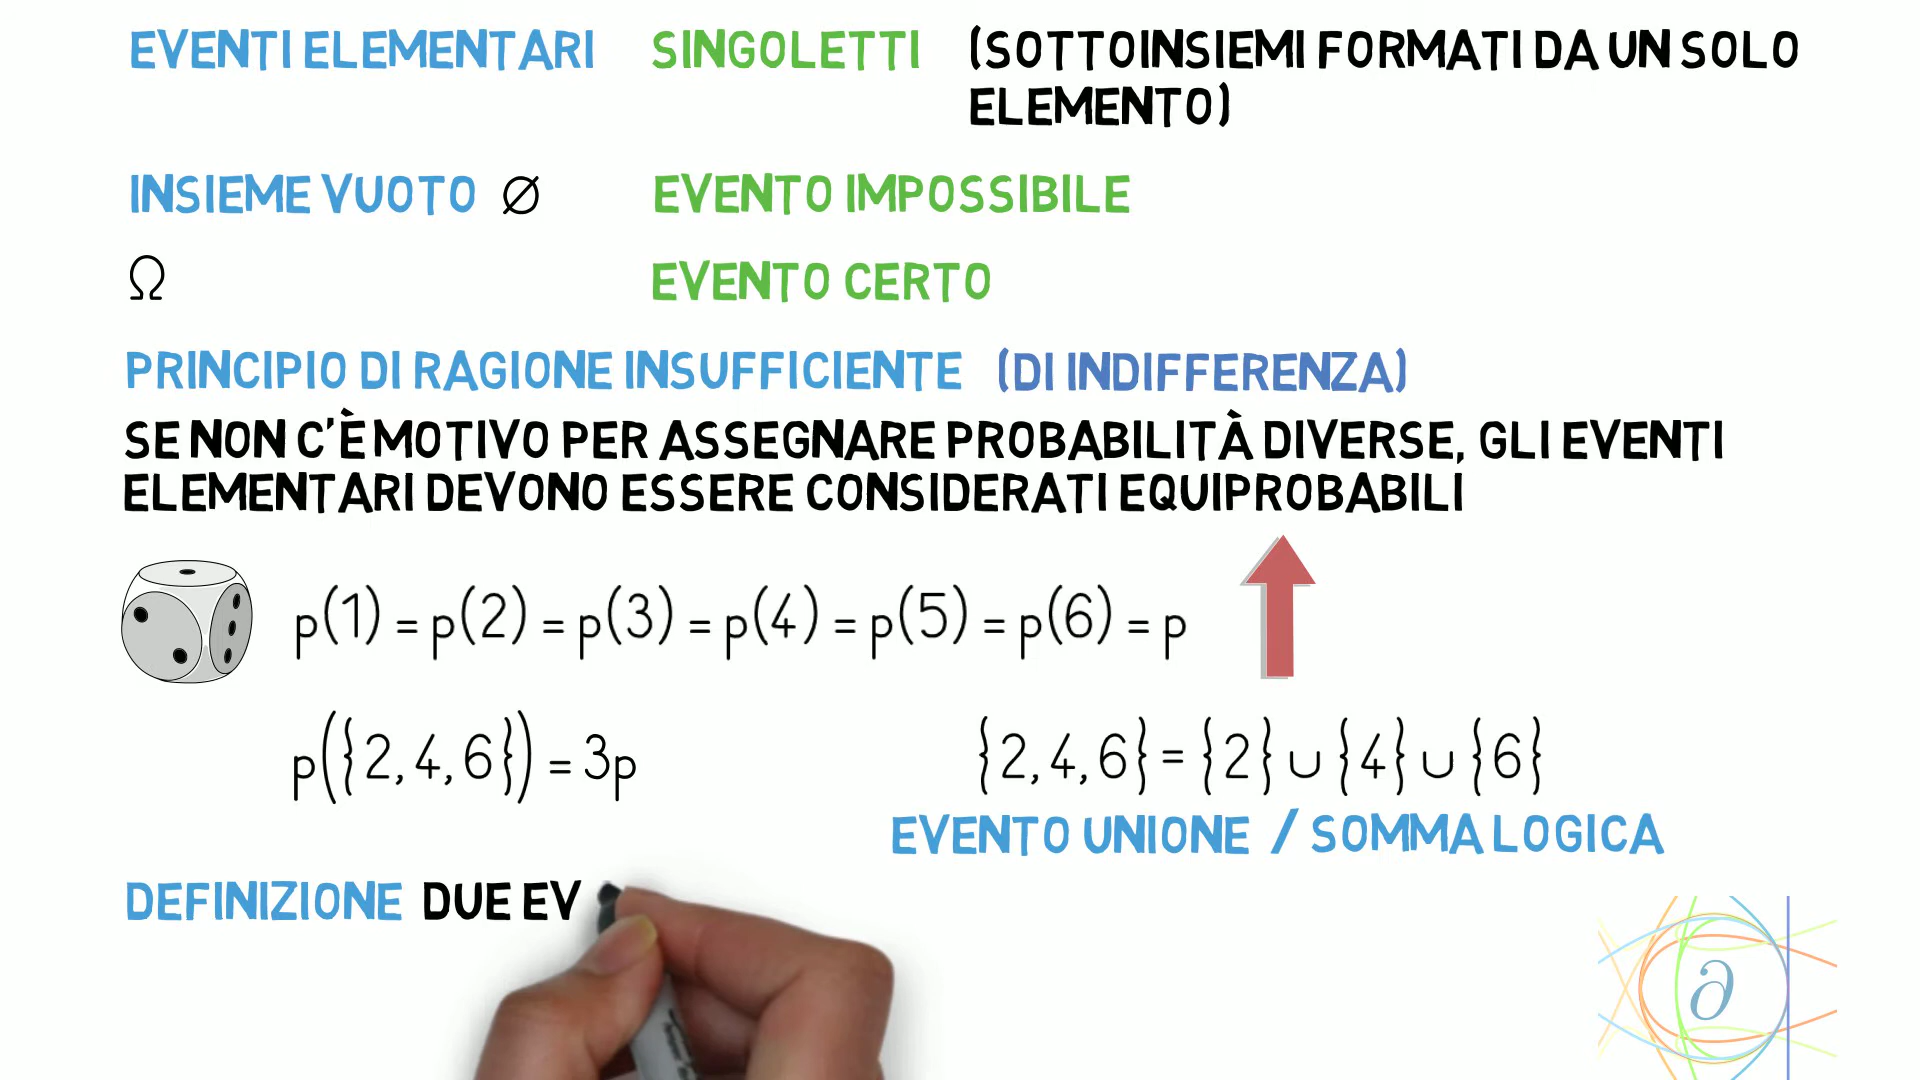 EVENTI ELEMENTARI SINGOLETTI (SOTTOINSIEMI FORMATI DA UN SOLO
ELEMENTO)
INSIEME VUOTO ∅ EVENTO IMPOSSIBILE
Ω EVENTO CERTO
PRINCIPIO DI RAGIONE INSUFFICIENTE (DI INDIFFERENZA)
SE NON C'È MOTIVO PER ASSEGNARE PROBABILITÀ DIVERSE, GLI EVENTI
ELEMENTARI DEVONO ESSERE CONSIDERATI EQUIPROBABILI
p(1) = p(2) = p(3) = p(4) = p(5) = p(6) = p
p({2,4,6}) = 3p {2,4,6} = {2} ∪ {4} ∪ {6}
EVENTO UNIONE / SOMMA LOGICA
DEFINIZIONE DUE EV
∂